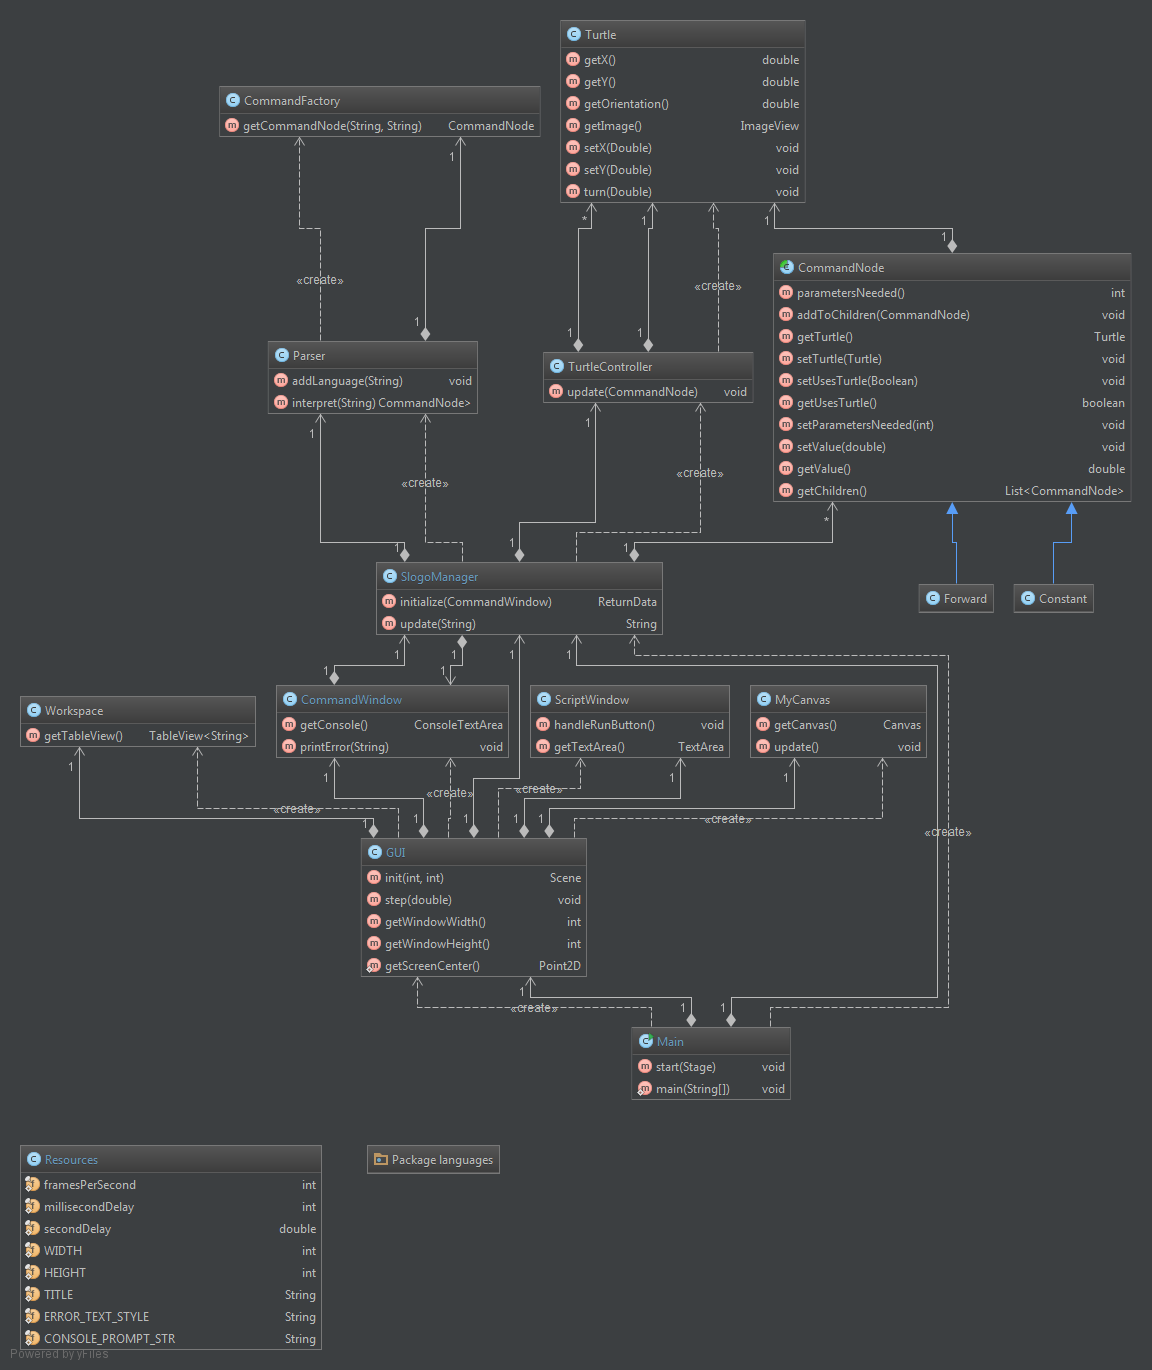 Turtle
getX() double
getY() double
getOrientation() double
getImage() ImageView
setX(Double) void
setY(Double) void
turn(Double) void
CommandFactory
getCommandNode(String, String) CommandNode
1
*
1
1
1
CommandNode
parametersNeeded() int
addToChildren(CommandNode) void
getTurtle() Turtle
setTurtle(Turtle) void
setUsesTurtle(Boolean) void
getUsesTurtle() boolean
setParametersNeeded(int) void
setValue(double) void
getValue() double
getChildren() List<CommandNode>
«create»
«create»
1
1
1
Parser
addLanguage(String) void
interpret(String) CommandNode>
TurtleController
update(CommandNode) void
1
1
«create»
«create»
*
1
1
1
SlogoManager
initialize(CommandWindow) ReturnData
update(String) String
Forward
Constant
1
1
1
1
1
Workspace
getTableView() TableView<String>
CommandWindow
getConsole() ConsoleTextArea
printError(String) void
ScriptWindow
handleRunButton() void
getTextArea() TextArea
MyCanvas
getCanvas() Canvas
update() void
1
1
1
1
«create»
«create»
«create»
«create»
«create»
1
1
1
1
1
GUI
init(int, int) Scene
step(double) void
getWindowWidth() int
getWindowHeight() int
getScreenCenter() Point2D
1
«create»
1
1
Main
start(Stage) void
main(String[]) void
Resources
framesPerSecond int
millisecondDelay int
secondDelay double
WIDTH int
HEIGHT int
TITLE String
ERROR_TEXT_STYLE String
CONSOLE_PROMPT_STR String
Package languages
Powered by yFiles